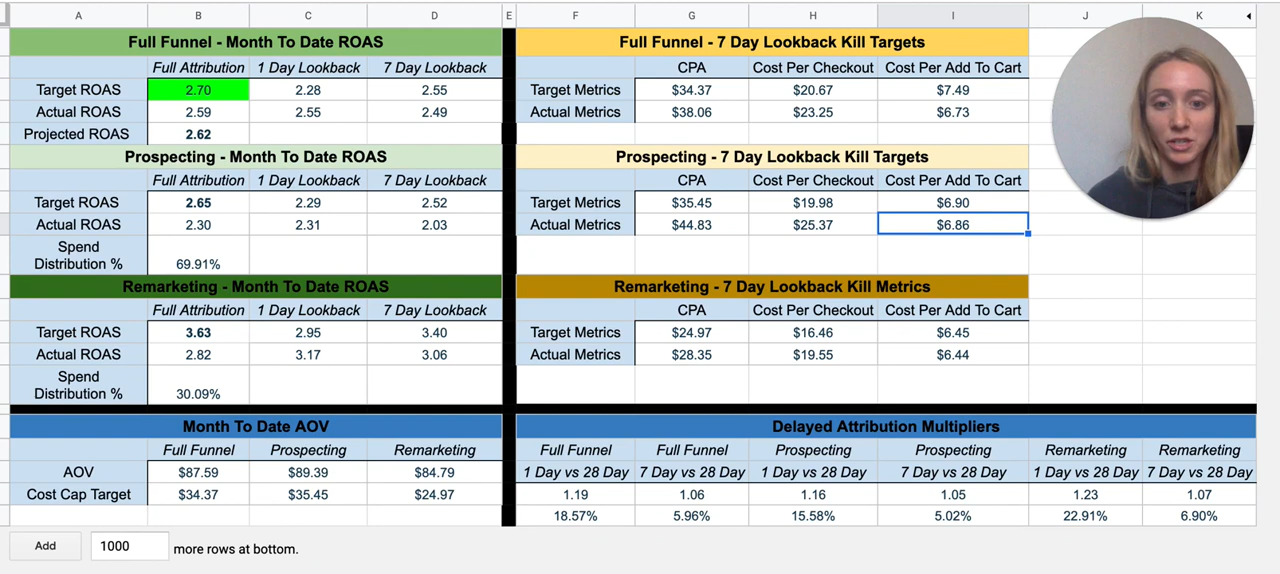 A B C D E F G H I J K
Full Funnel - Month To Date ROAS Full Funnel - 7 Day Lookback Kill Targets
Full Attribution 1 Day Lookback 7 Day Lookback CPA Cost Per Checkout Cost Per Add To Cart
Target ROAS 2.70 2.28 2.55 Target Metrics $34.37 $20.67 $7.49
Actual ROAS 2.59 2.55 2.49 Actual Metrics $38.06 $23.25 $6.73
Projected ROAS 2.62
Prospecting - Month To Date ROAS Prospecting - 7 Day Lookback Kill Targets
Full Attribution 1 Day Lookback 7 Day Lookback CPA Cost Per Checkout Cost Per Add To Cart
Target ROAS 2.65 2.29 2.52 Target Metrics $35.45 $19.98 $6.90
Actual ROAS 2.30 2.31 2.03 Actual Metrics $44.83 $25.37 $6.86
Spend
Distribution % 69.91%
Remarketing - Month To Date ROAS Remarketing - 7 Day Lookback Kill Metrics
Full Attribution 1 Day Lookback 7 Day Lookback CPA Cost Per Checkout Cost Per Add To Cart
Target ROAS 3.63 2.95 3.40 Target Metrics $24.97 $16.46 $6.45
Actual ROAS 2.82 3.17 3.06 Actual Metrics $28.35 $19.55 $6.44
Spend
Distribution % 30.09%
Month To Date AOV Delayed Attribution Multipliers
Full Funnel Prospecting Remarketing Full Funnel Full Funnel Prospecting Prospecting Remarketing Remarketing
AOV $87.59 $89.39 $84.79 1 Day vs 28 Day 7 Day vs 28 Day 1 Day vs 28 Day 7 Day vs 28 Day 1 Day vs 28 Day 7 Day vs 28 Day
Cost Cap Target $34.37 $35.45 $24.97 1.19 1.06 1.16 1.05 1.23 1.07
18.57% 5.96% 15.58% 5.02% 22.91% 6.90%
Add 1000 more rows at bottom.